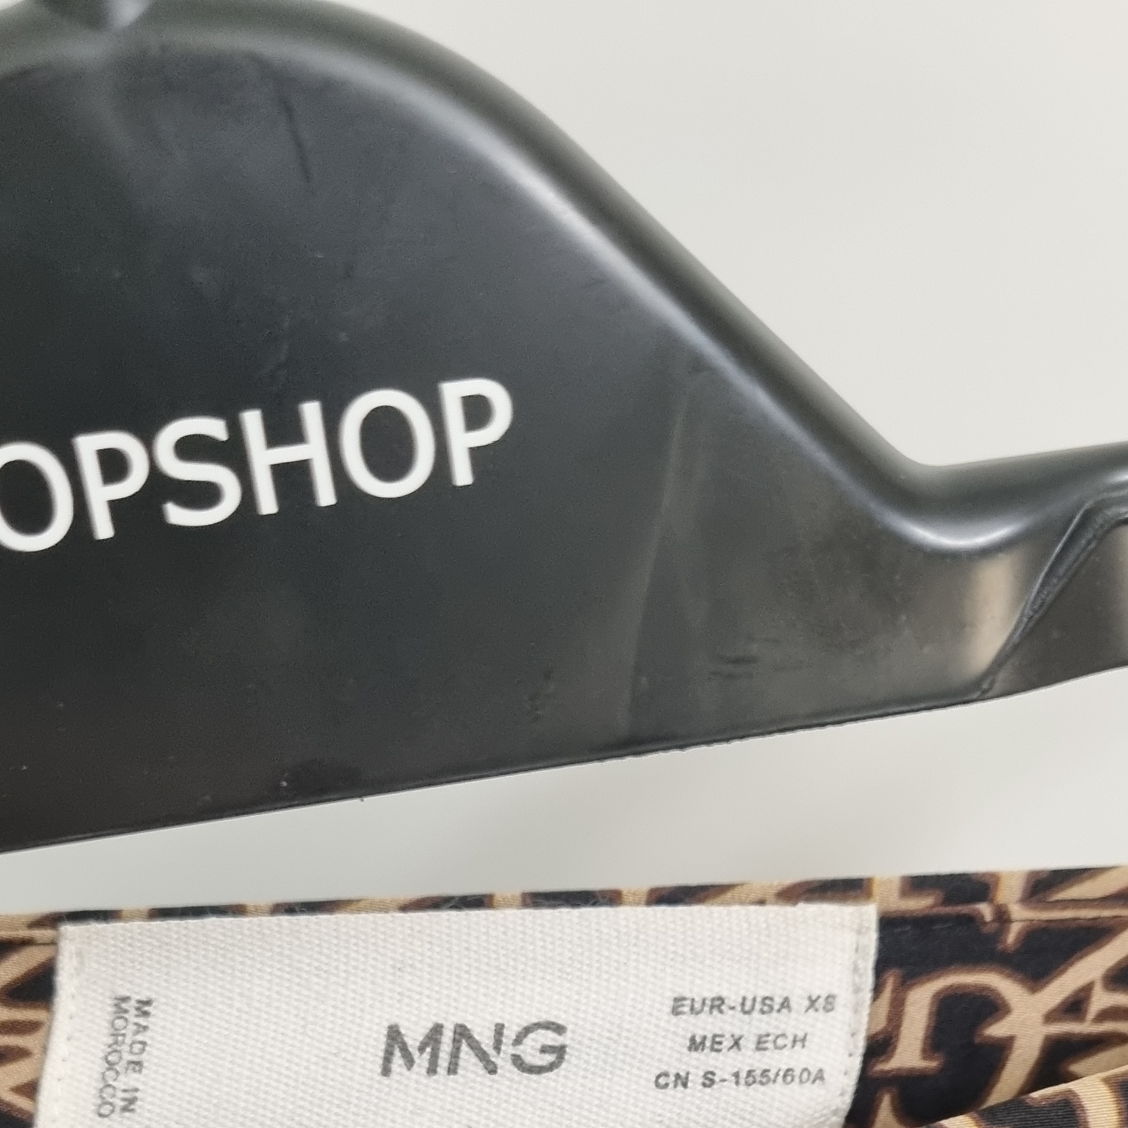 OPSHOP
MADE IN
MOROCCO
MNG
EUR-USA XS
MEX ECH
CN S-155/60A